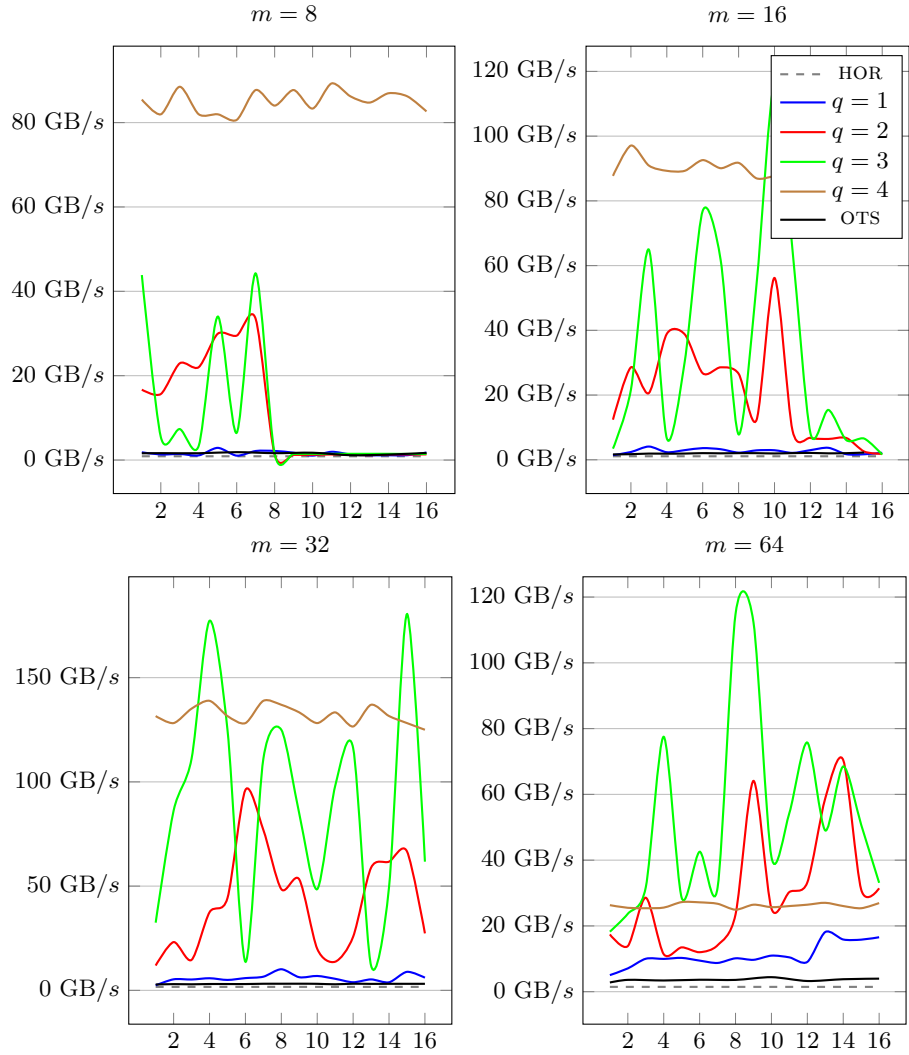 m = 8
80 GB/s
60 GB/s
40 GB/s
20 GB/s
0 GB/s
2 4 6 8 10 12 14 16
m = 16
120 GB/s
100 GB/s
80 GB/s
60 GB/s
40 GB/s
20 GB/s
0 GB/s
2 4 6 8 10 12 14 16
HOR
q = 1
q = 2
q = 3
q = 4
OTS
m = 32
150 GB/s
100 GB/s
50 GB/s
0 GB/s
2 4 6 8 10 12 14 16
m = 64
120 GB/s
100 GB/s
80 GB/s
60 GB/s
40 GB/s
20 GB/s
0 GB/s
2 4 6 8 10 12 14 16